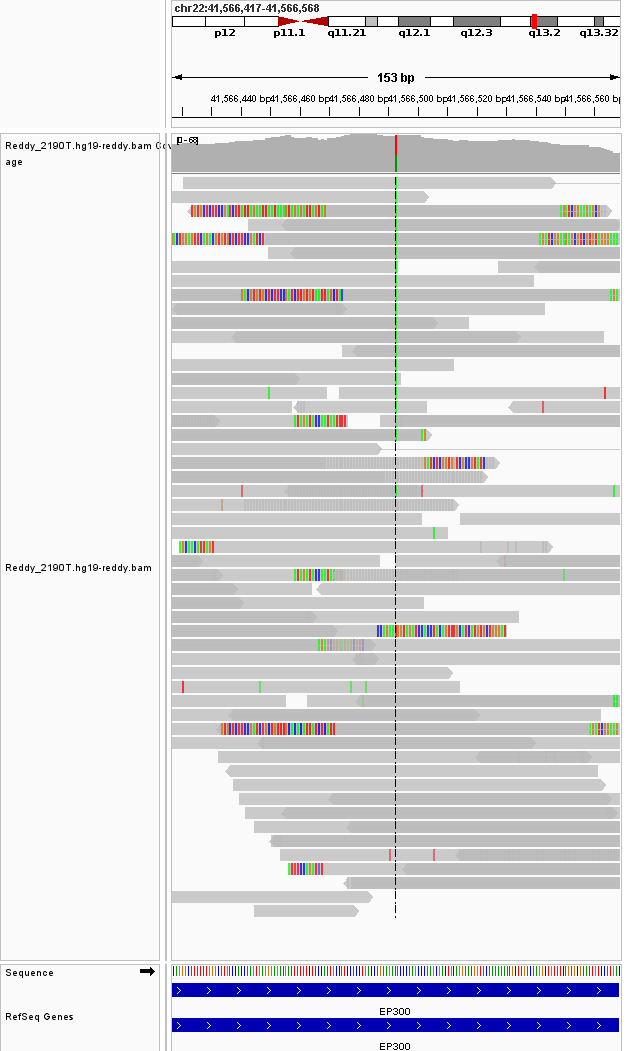 chr22:41,566,417-41,566,568
p12 p11.1 q11.21 q12.1 q12.3 q13.2 q13.32
153 bp
41,566,440 bp 41,566,460 bp 41,566,480 bp 41,566,500 bp 41,566,520 bp 41,566,540 bp 41,566,560 bp
Reddy_2190T.hg19-reddy.bam Cov
age
Reddy_2190T.hg19-reddy.bam
Sequence
EP300
RefSeq Genes
EP300